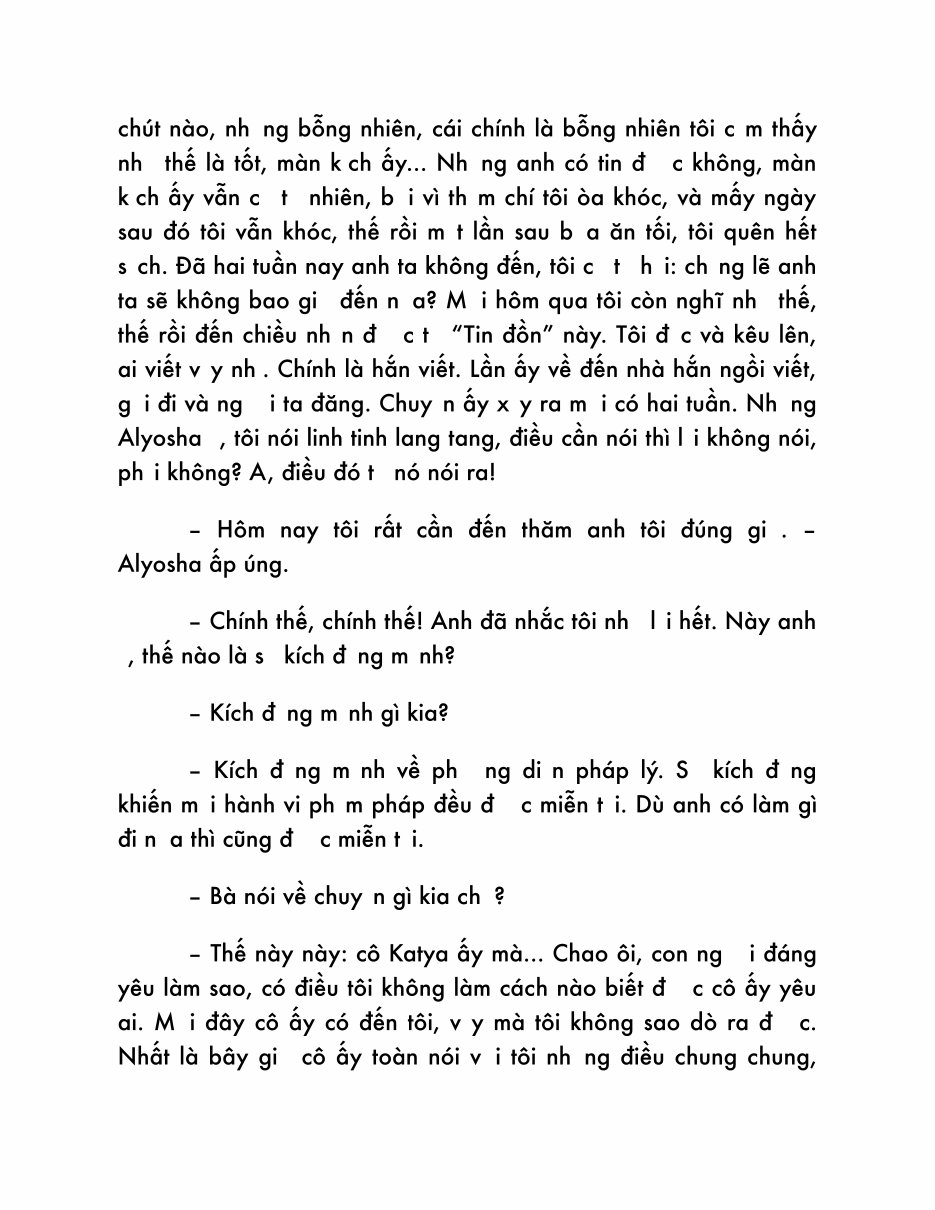 chút nào, nh ng bỗng nhiên, cái chính là bỗng nhiên tôi c m thấy
nh thế là tốt, màn k ch ấy... Nh ng anh có tin đ c không, màn
k ch ấy vẫn c t nhiên, b i vì th m chí tôi òa khóc, và mấy ngày
sau đó tôi vẫn khóc, thế rồi m t lần sau b a ăn tối, tôi quên hết
s ch. Đã hai tuần nay anh ta không đến, tôi c t h i: ch ng lẽ anh
ta sẽ không bao gi đến n a? M i hôm qua tôi còn nghĩ nh thế,
thế rồi đến chiều nh n đ c t “Tin đồn” này. Tôi đ c và kêu lên,
ai viết v y nh . Chính là hắn viết. Lần ấy về đến nhà hắn ngồi viết,
g i đi và ng i ta đăng. Chuy n ấy x y ra m i có hai tuần. Nh ng
Alyosha , tôi nói linh tinh lang tang, điều cần nói thì l i không nói,
ph i không? A, điều đó t nó nói ra!
– Hôm nay tôi rất cần đến thăm anh tôi đúng gi . –
Alyosha ấp úng.
– Chính thế, chính thế! Anh đã nhắc tôi nh l i hết. Này anh
, thế nào là s kích đ ng m nh?
– Kích đ ng m nh gì kia?
– Kích đ ng m nh về ph ng di n pháp lý. S kích đ ng
khiến m i hành vi ph m pháp đều đ c miễn t i. Dù anh có làm gì
đi n a thì cũng đ c miễn t i.
– Bà nói về chuy n gì kia ch ?
– Thế này này: cô Katya ấy mà... Chao ôi, con ng i đáng
yêu làm sao, có điều tôi không làm cách nào biết đ c cô ấy yêu
ai. M i đây cô ấy có đến tôi, v y mà tôi không sao dò ra đ c.
Nhất là bây gi cô ấy toàn nói v i tôi nh ng điều chung chung,